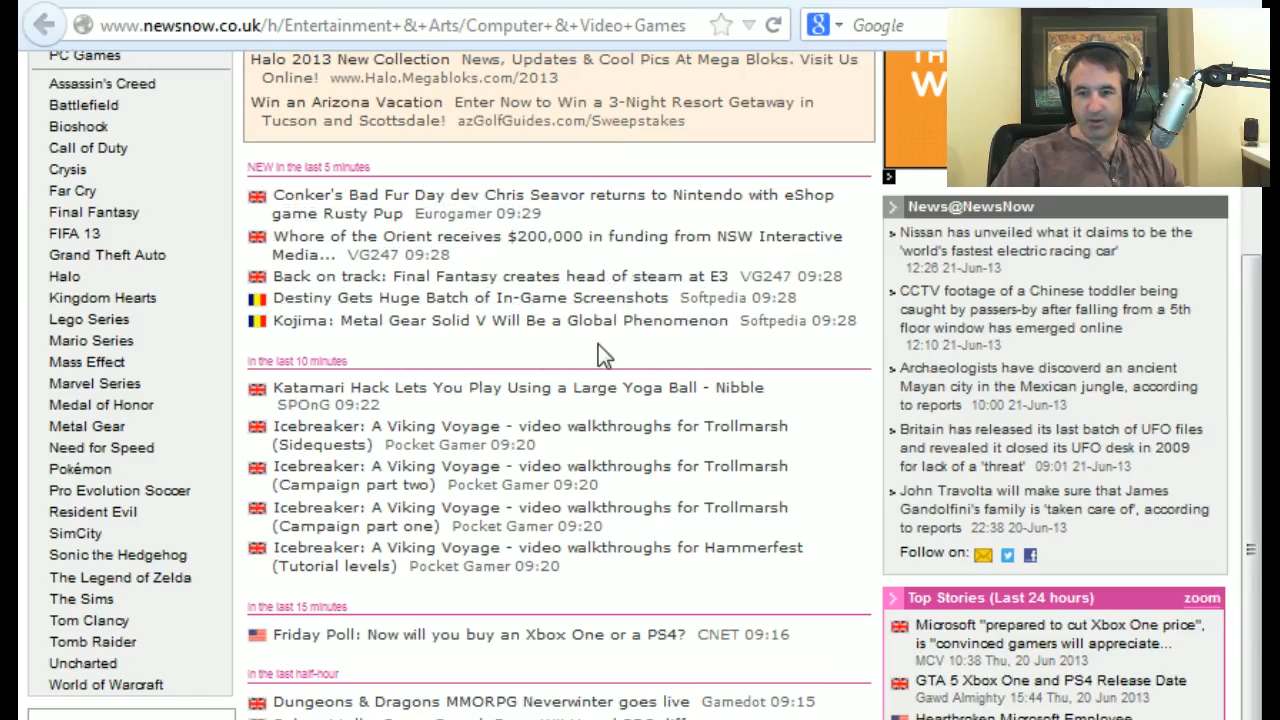 www.newsnow.co.uk/h/Entertainment+&+Arts/Computer+&+Video+Games
Google
PC Games
Assassin's Creed
Battlefield
Bioshock
Call of Duty
Crysis
Far Cry
Final Fantasy
FIFA 13
Grand Theft Auto
Halo
Kingdom Hearts
Lego Series
Mario Series
Mass Effect
Marvel Series
Medal of Honor
Metal Gear
Need for Speed
Pokémon
Pro Evolution Soccer
Resident Evil
SimCity
Sonic the Hedgehog
The Legend of Zelda
The Sims
Tom Clancy
Tomb Raider
Uncharted
World of Warcraft
Halo 2013 New Collection News, Updates & Cool Pics At Mega Bloks. Visit Us
Online! www.Halo.Megabloks.com/2013
Win an Arizona Vacation Enter Now to Win a 3-Night Resort Getaway in
Tucson and Scottsdale! azGolfGuides.com/Sweepstakes
NEW in the last 5 minutes
Conker's Bad Fur Day dev Chris Seavor returns to Nintendo with eShop
game Rusty Pup Eurogamer 09:29
Whore of the Orient receives $200,000 in funding from NSW Interactive
Media... VG247 09:28
Back on track: Final Fantasy creates head of steam at E3 VG247 09:28
Destiny Gets Huge Batch of In-Game Screenshots Softpedia 09:28
Kojima: Metal Gear Solid V Will Be a Global Phenomenon Softpedia 09:28
In the last 10 minutes
Katamari Hack Lets You Play Using a Large Yoga Ball - Nibble
SPOnG 09:22
Icebreaker: A Viking Voyage - video walkthroughs for Trollmarsh
(Sidequests) Pocket Gamer 09:20
Icebreaker: A Viking Voyage - video walkthroughs for Trollmarsh
(Campaign part two) Pocket Gamer 09:20
Icebreaker: A Viking Voyage - video walkthroughs for Trollmarsh
(Campaign part one) Pocket Gamer 09:20
Icebreaker: A Viking Voyage - video walkthroughs for Hammerfest
(Tutorial levels) Pocket Gamer 09:20
In the last 15 minutes
Friday Poll: Now will you buy an Xbox One or a PS4? CNET 09:16
In the last half-hour
Dungeons & Dragons MMORPG Neverwinter goes live Gamedot 09:15
W
News@NewsNow
Nissan has unveiled what it claims to be the
'world's fastest electric racing car'
12:26 21-Jun-13
CCTV footage of a Chinese toddler being
caught by passers-by after falling from a 5th
floor window has emerged online
12:10 21-Jun-13
Archaeologists have discoverd an ancient
Mayan city in the Mexican jungle, according
to reports 10:00 21-Jun-13
Britain has released its last batch of UFO files
and revealed it closed its UFO desk in 2009
for lack of a 'threat' 09:01 21-Jun-13
John Travolta will make sure that James
Gandolfini's family is 'taken care of', according
to reports 22:38 20-Jun-13
Follow on:
Top Stories (Last 24 hours) zoom
Microsoft "prepared to cut Xbox One price",
is "convinced gamers will appreciate...
MCV 10:38 Thu, 20 Jun 2013
GTA 5 Xbox One and PS4 Release Date
Gawd Almighty 15:44 Thu, 20 Jun 2013
Heartbroken Microsoft Employee